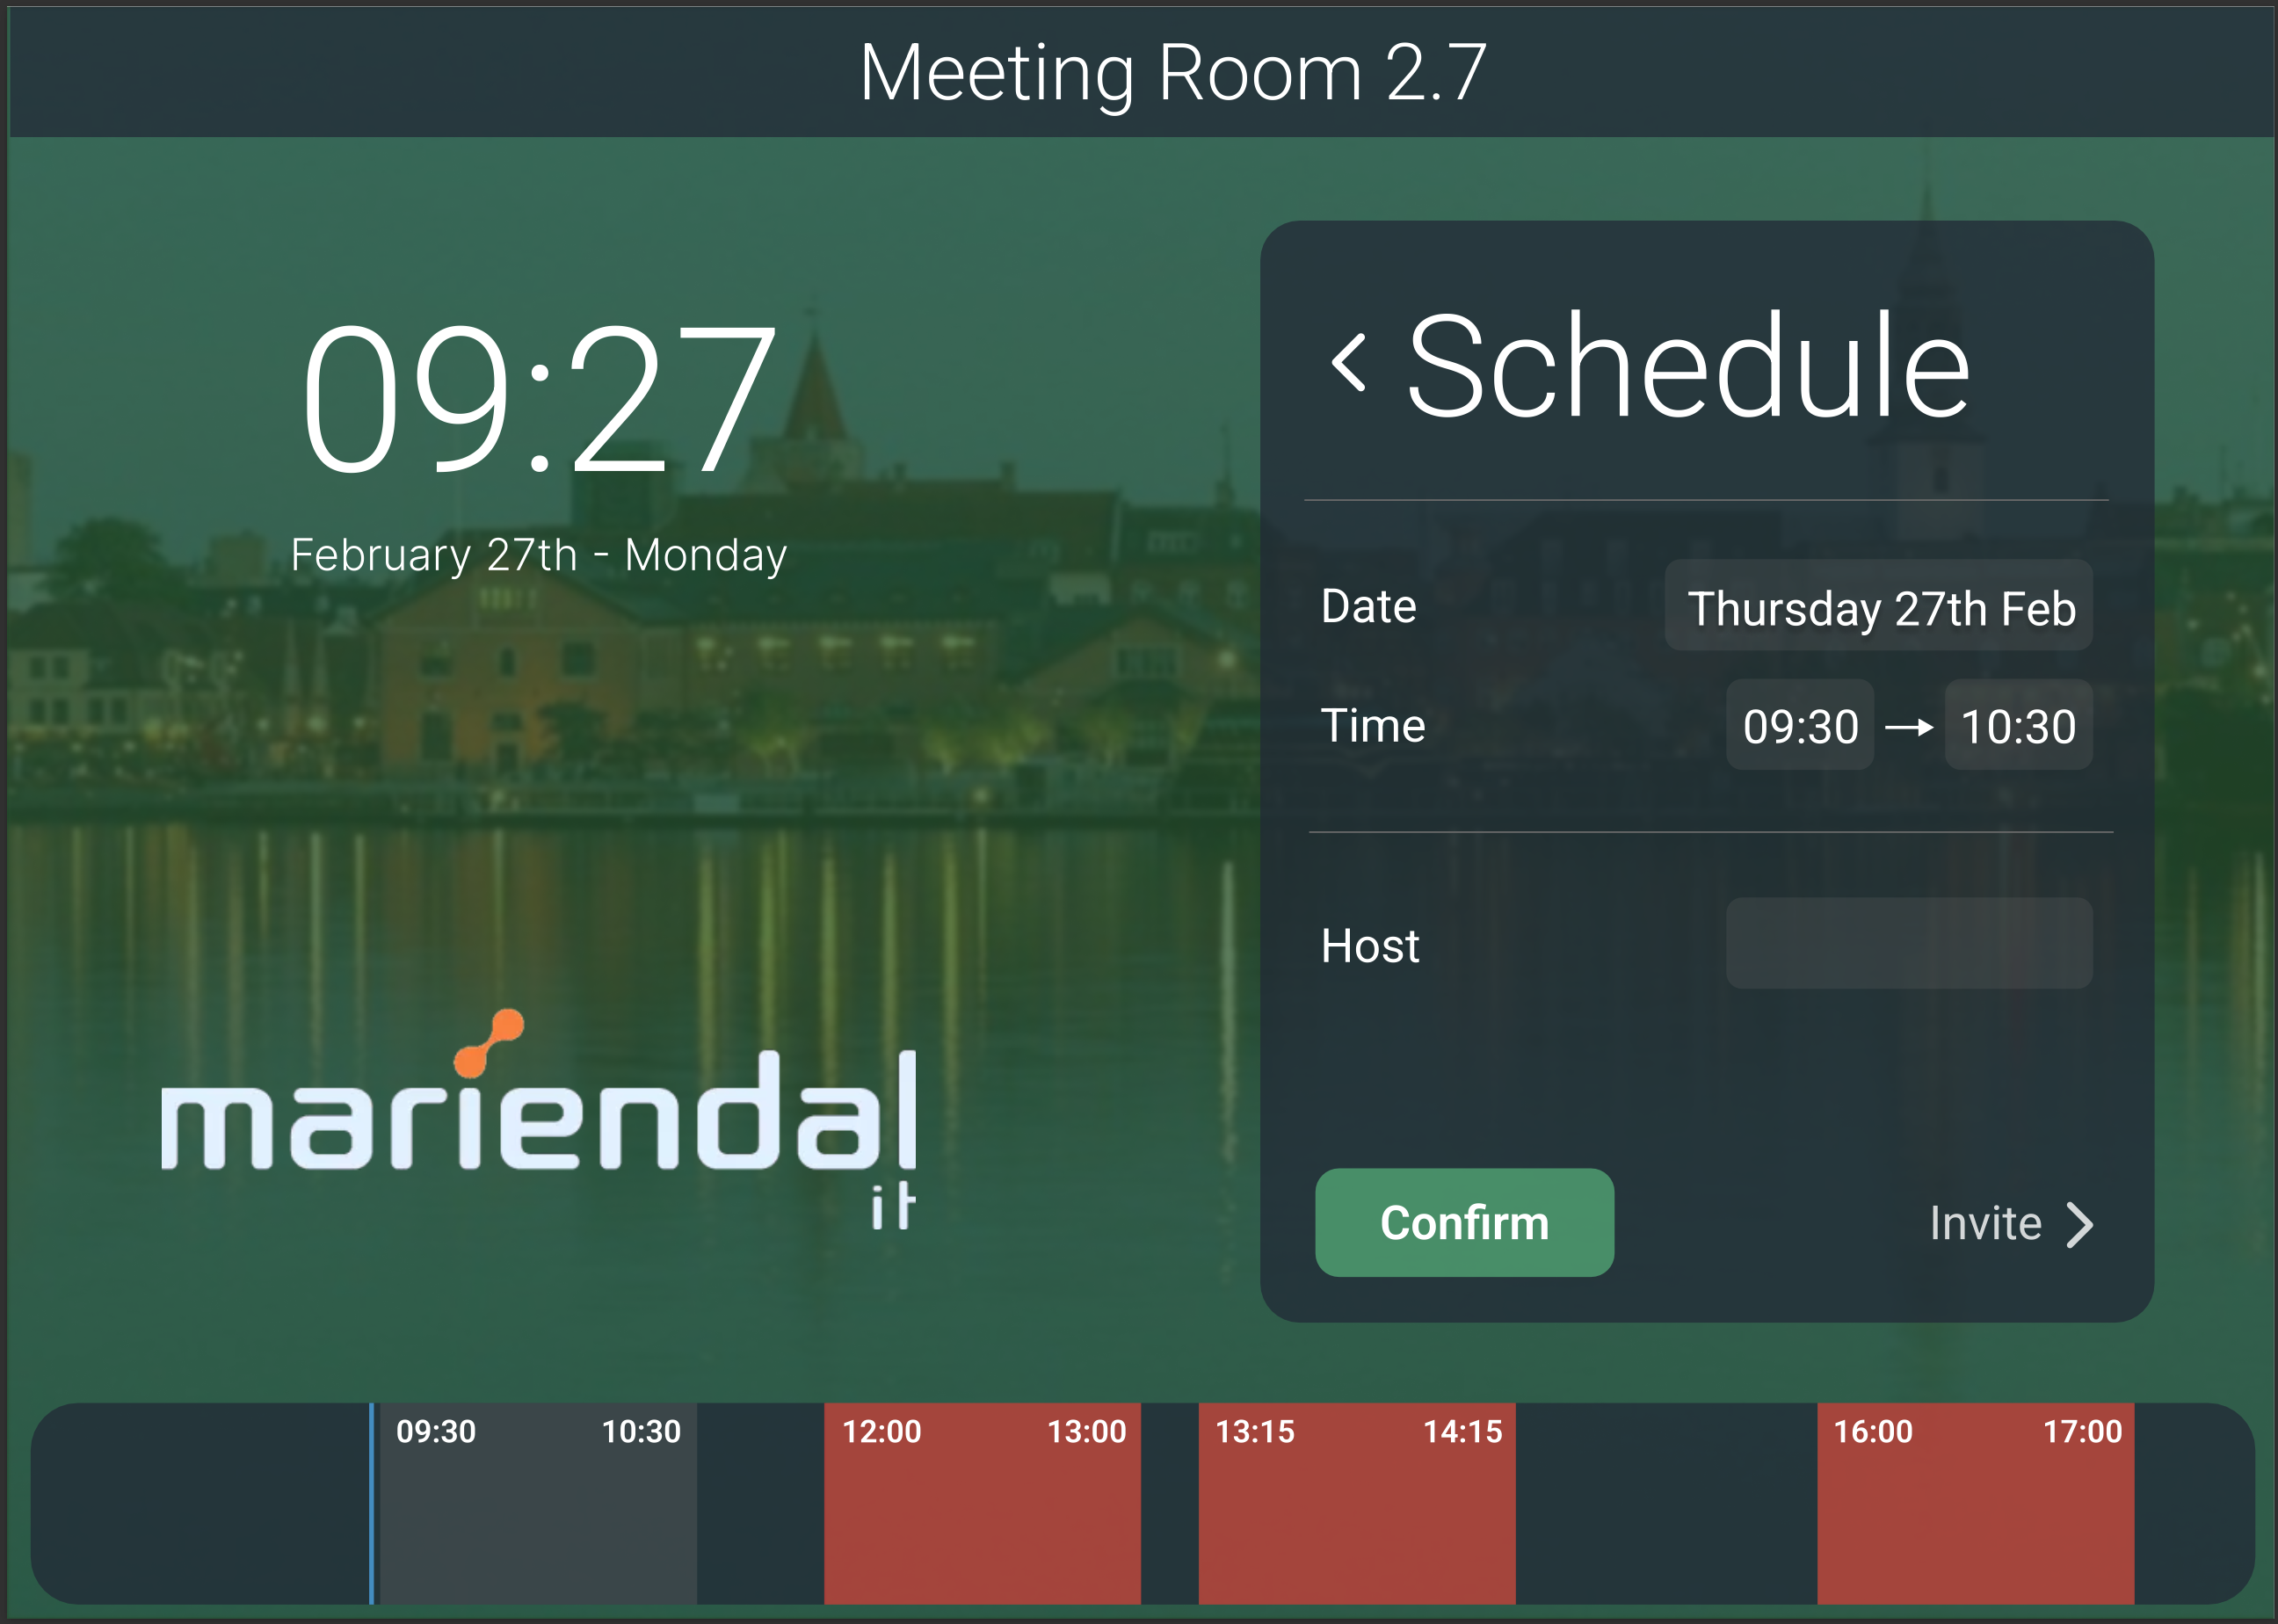 Meeting Room 2.7
09:27
February 27th - Monday
mariendal
it
Schedule
Date Thursday 27th Feb
Time 09:30 → 10:30
Host
Confirm Invite
09:30 10:30 12:00 13:00 13:15 14:15 16:00 17:00